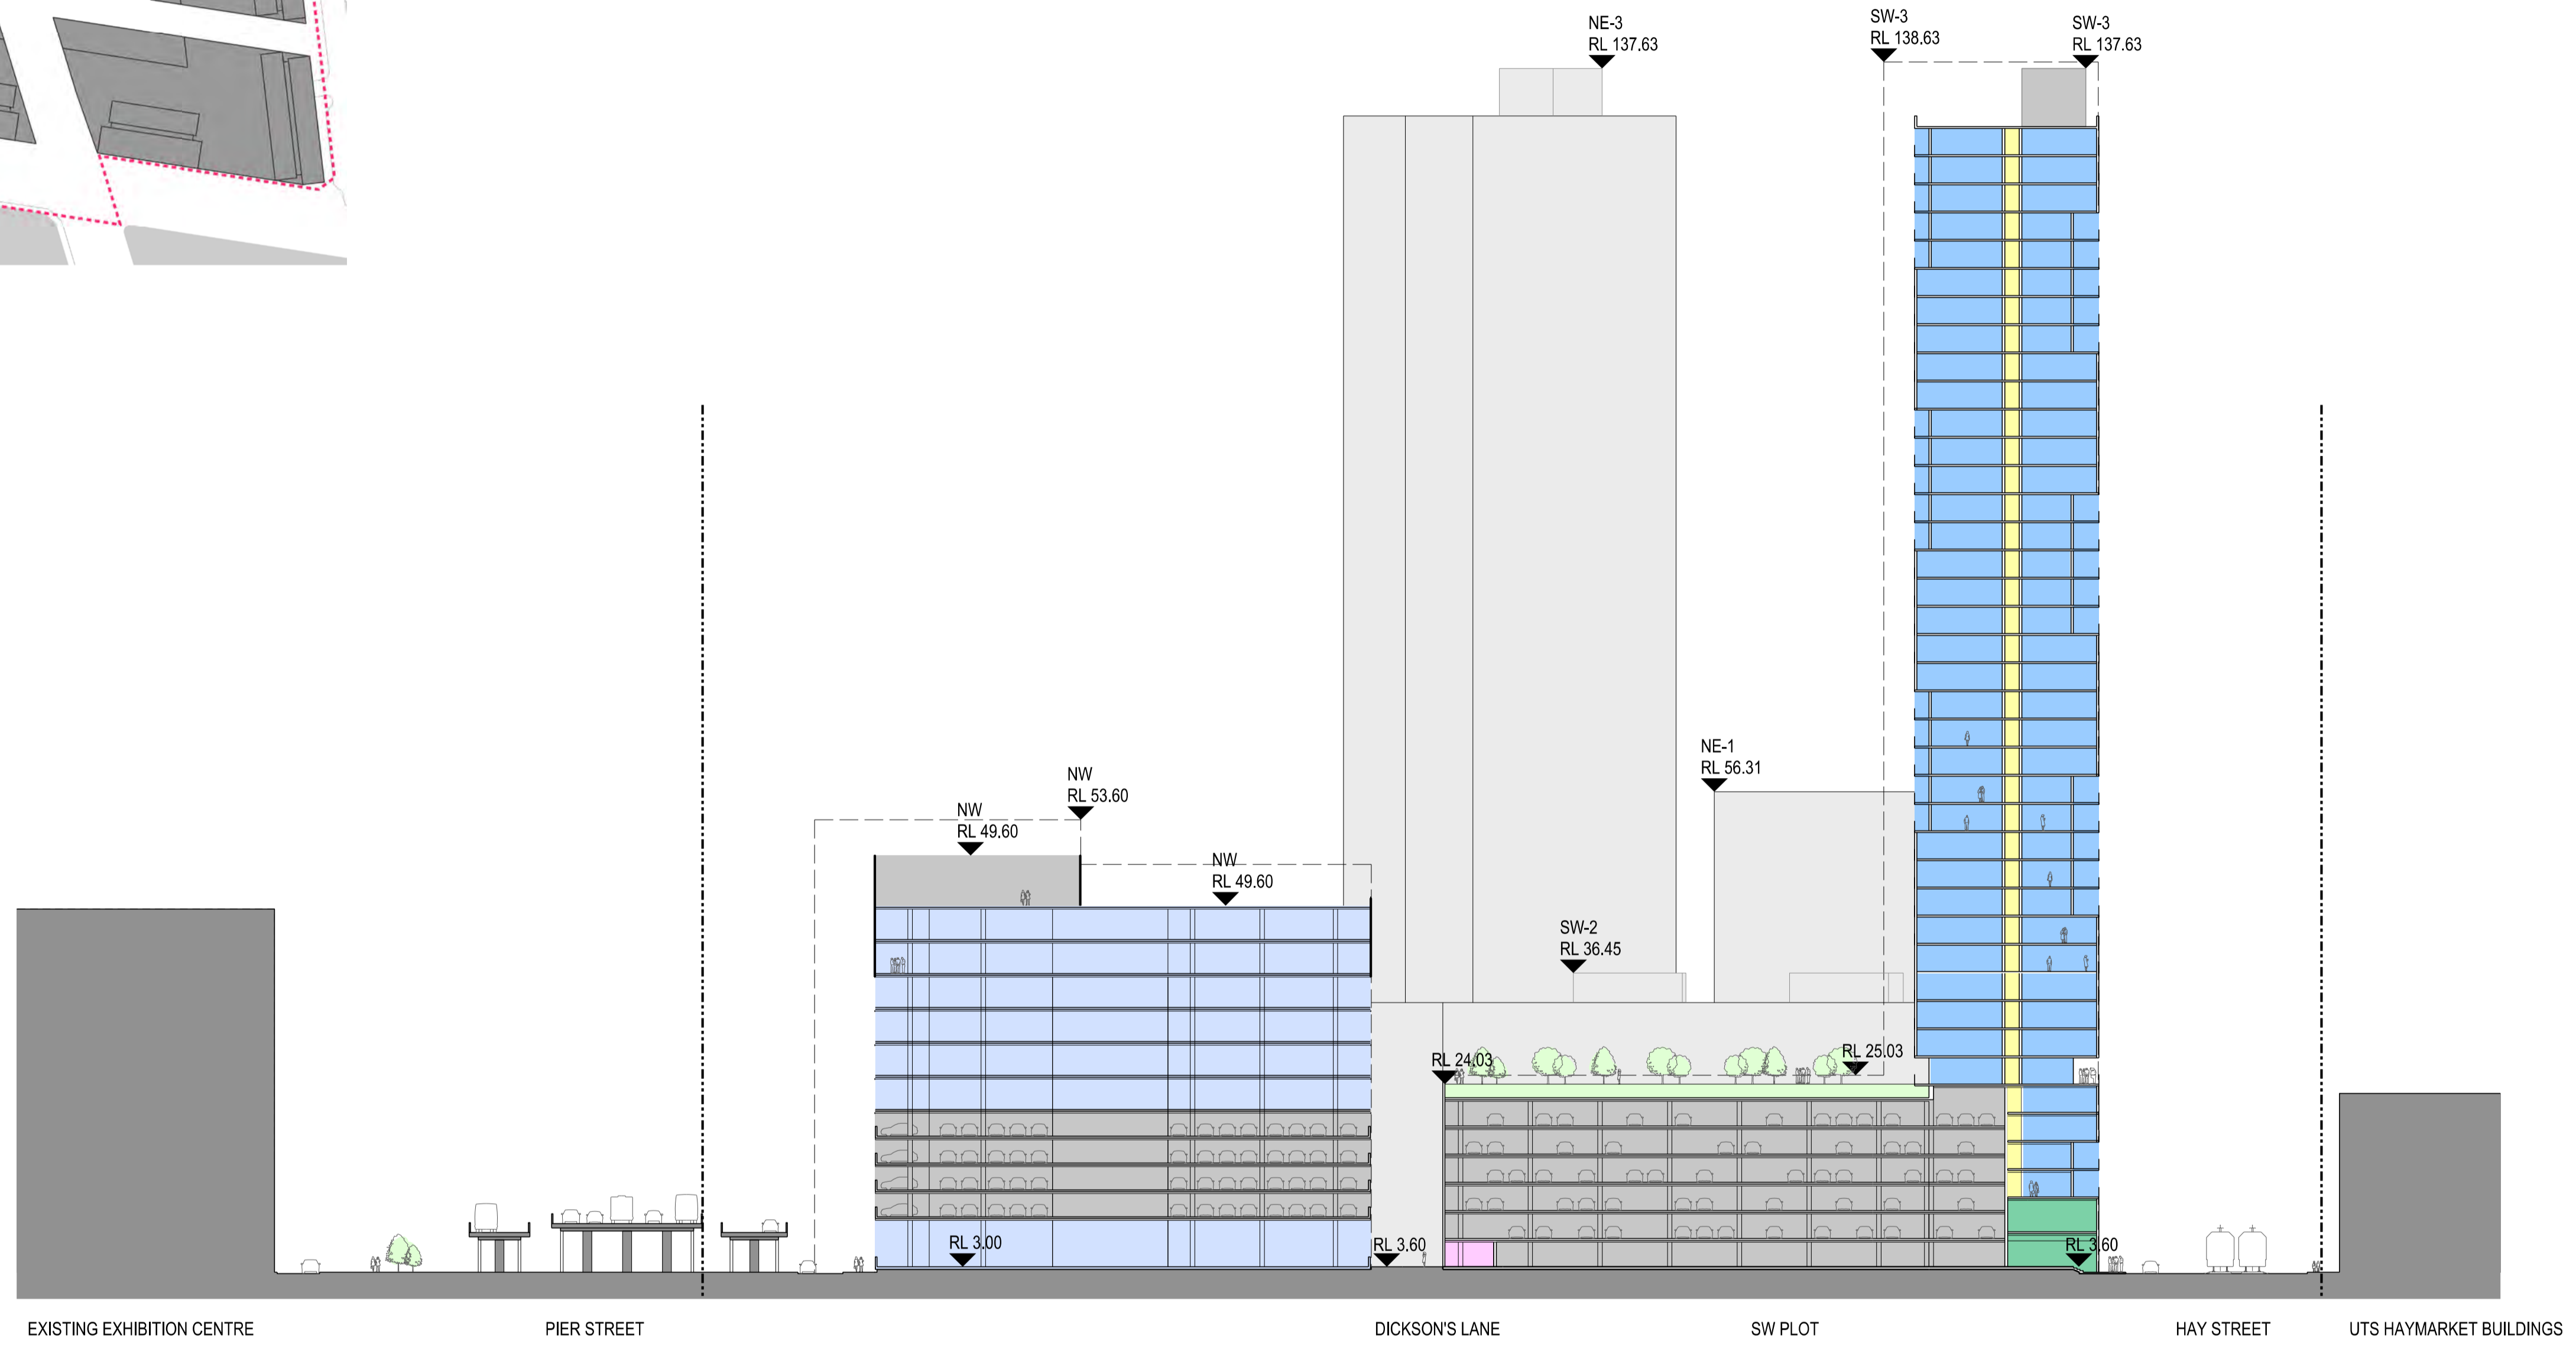 NE-3
RL 137.63
SW-3
RL 138.63
SW-3
RL 137.63
NE-1
RL 56.31
NW
RL 53.60
NW
RL 49.60
NW
RL 49.60
SW-2
RL 36.45
RL 24.03
RL 25.03
RL 3.00
RL 3.60
RL 3.60
EXISTING EXHIBITION CENTRE
PIER STREET
DICKSON'S LANE
SW PLOT
HAY STREET
UTS HAYMARKET BUILDINGS